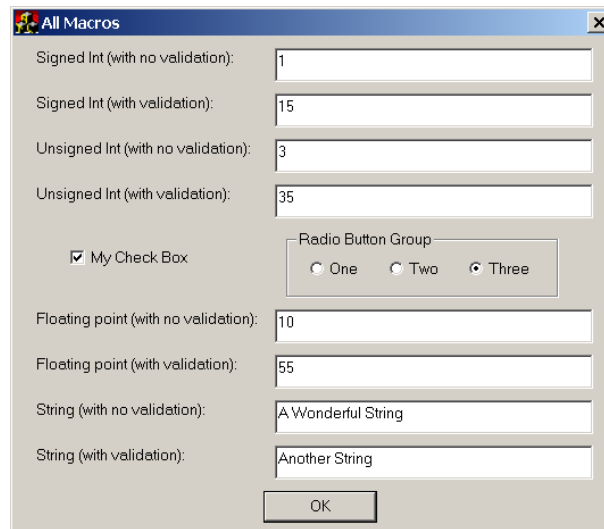 All Macros
Signed Int (with no validation): 1
Signed Int (with validation): 15
Unsigned Int (with no validation): 3
Unsigned Int (with validation): 35
Radio Button Group
My Check Box One Two Three
Floating point (with no validation): 10
Floating point (with validation): 55
String (with no validation): A Wonderful String
String (with validation): Another String
OK